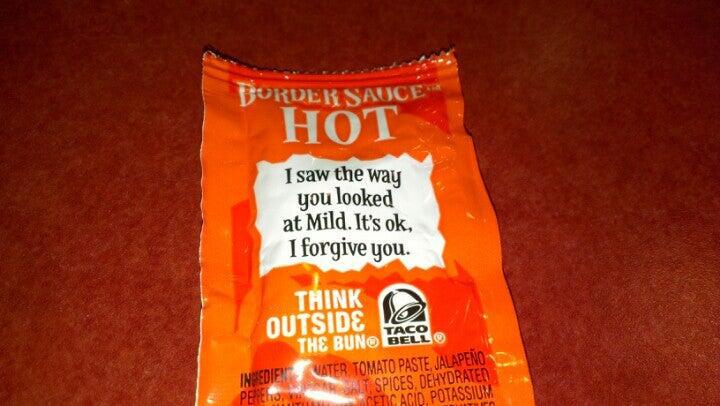 BORDER SAUCE™
HOT
I saw the way
you looked
at Mild. It's ok,
I forgive you.
THINK
OUTSIDE
THE BUN®
TACO
BELL®
WATER, TOMATO PASTE, JALAPEÑO
SALT, SPICES, DEHYDRATED
ACETIC ACID, POTASSIUM